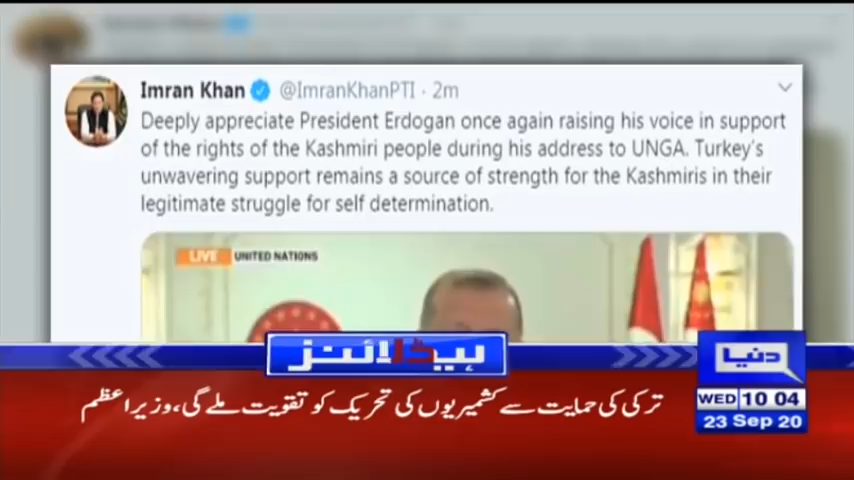 Imran Khan @ImranKhanPTI · 2m
Deeply appreciate President Erdogan once again raising his voice in support
of the rights of the Kashmiri people during his address to UNGA. Turkey's
unwavering support remains a source of strength for the Kashmiris in their
legitimate struggle for self determination.
LIVE UNITED NATIONS
ہیڈلائنز
دنیا
WED 10 04
23 Sep 20
ترکی کی حمایت سے کشمیریوں کی تحریک کو تقویت ملے گی، وزیراعظم